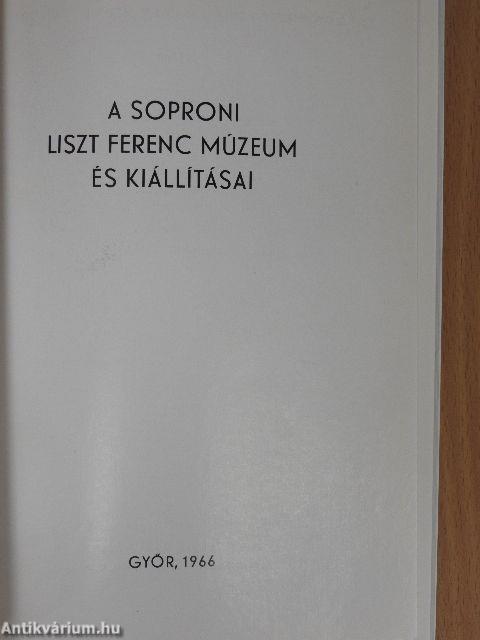 A SOPRONI
LISZT FERENC MÚZEUM
ÉS KIÁLLÍTÁSAI
GYŐR, 1966
Antikvárium.hu